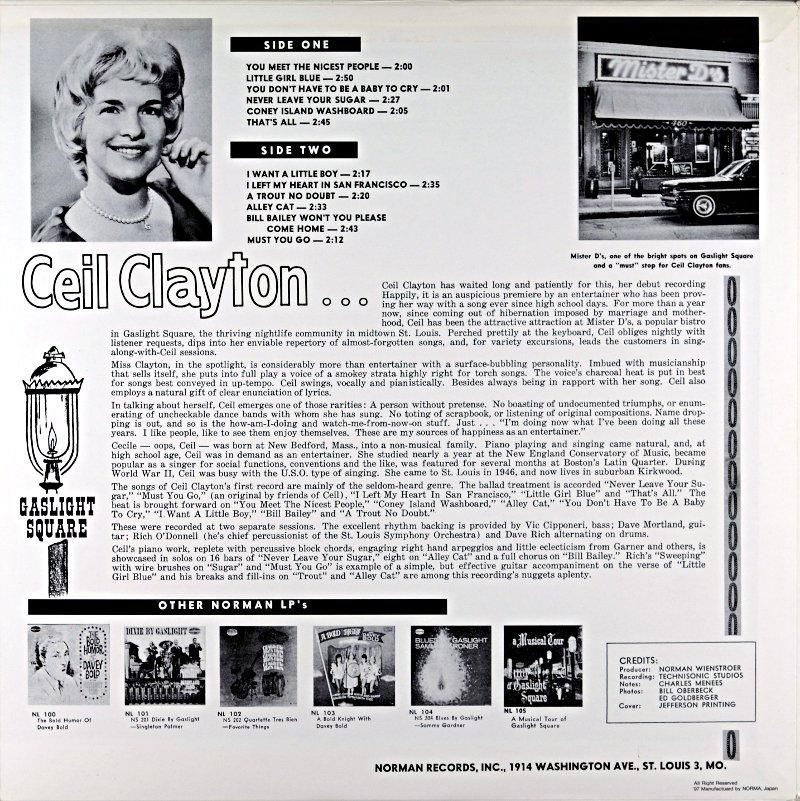 SIDE ONE
YOU MEET THE NICEST PEOPLE — 2:00
LITTLE GIRL BLUE — 2:50
YOU DON'T HAVE TO BE A BABY TO CRY — 2:01
NEVER LEAVE YOUR SUGAR — 2:27
CONEY ISLAND WASHBOARD — 2:05
THAT'S ALL — 2:45
SIDE TWO
I WANT A LITTLE BOY — 2:17
I LEFT MY HEART IN SAN FRANCISCO — 2:35
A TROUT NO DOUBT — 2:20
ALLEY CAT — 2:33
BILL BAILEY WON'T YOU PLEASE
COME HOME — 2:43
MUST YOU GO — 2:12
Mister D's
460
Mister D's, one of the bright spots on Gaslight Square
and a "must" stop for Ceil Clayton fans.
Ceil Clayton . . .
Ceil Clayton has waited long and patiently for this, her debut recording
Happily, it is an auspicious premiere by an entertainer who has been prov-
ing her way with a song ever since high school days. For more than a year
now, since coming out of hibernation imposed by marriage and mother-
hood, Ceil has been the attractive attraction at Mister D's, a popular bistro
in Gaslight Square, the thriving nightlife community in midtown St. Louis. Perched prettily at the keyboard, Ceil obliges nightly with
listener requests, dips into her enviable repertory of almost-forgotten songs, and, for variety excursions, leads the customers in sing-
along-with-Ceil sessions.
Miss Clayton, in the spotlight, is considerably more than entertainer with a surface-bubbling personality. Imbued with musicianship
that sells itself, she puts into full play a voice of a smokey strata highly right for torch songs. The voice's charcoal heat is put in best
for songs best conveyed in up-tempo. Ceil swings, vocally and pianistically. Besides always being in rapport with her song. Ceil also
employs a natural gift of clear enunciation of lyrics.
In talking about herself, Ceil emerges one of those rarities: A person without pretense. No boasting of undocumented triumphs, or enum-
erating of uncheckable dance bands with whom she has sung. No toting of scrapbook, or listening of original compositions. Name drop-
ping is out, and so is the how-am-I-doing and watch-me-from-now-on stuff. Just . . . "I'm doing now what I've been doing all these
years. I like people, like to see them enjoy themselves. These are my sources of happiness as an entertainer."
Cecile — oops, Ceil — was born at New Bedford, Mass., into a non-musical family. Piano playing and singing came natural, and, at
high school age, Ceil was in demand as an entertainer. She studied nearly a year at the New England Conservatory of Music, became
popular as a singer for social functions, conventions and the like, was featured for several months at Boston's Latin Quarter. During
World War II, Ceil was busy with the U.S.O. type of singing. She came to St. Louis in 1946, and now lives in suburban Kirkwood.
The songs of Ceil Clayton's first record are mainly of the seldom-heard genre. The ballad treatment is accorded "Never Leave Your Su-
gar," "Must You Go," (an original by friends of Ceil), "I Left My Heart In San Francisco," "Little Girl Blue" and "That's All." The
beat is brought forward on "You Meet The Nicest People," "Coney Island Washboard," "Alley Cat," "You Don't Have To Be A Baby
To Cry," "I Want A Little Boy," "Bill Bailey" and "A Trout No Doubt."
These were recorded at two separate sessions. The excellent rhythm backing is provided by Vic Cipponeri, bass; Dave Mortland, gui-
tar; Rich O'Donnell (he's chief percussionist of the St. Louis Symphony Orchestra) and Dave Rich alternating on drums.
Ceil's piano work, replete with percussive block chords, engaging right hand arpeggios and little eclecticism from Garner and others, is
showcased in solos on 16 bars of "Never Leave Your Sugar," eight on "Alley Cat" and a full chorus on "Bill Bailey." Rich's "Sweeping"
with wire brushes on "Sugar" and "Must You Go" is example of a simple, but effective guitar accompaniment on the verse of "Little
Girl Blue" and his breaks and fill-ins on "Trout" and "Alley Cat" are among this recording's nuggets aplenty.
GASLIGHT
SQUARE
OTHER NORMAN LP's
THE BOLD HUMOR OF DAVEY BOLD
DIXIE BY GASLIGHT
A BOLD KNIGHT
BLUES BY GASLIGHT
SAMMY GARDNER
a Musical Tour
of Gaslight Square
NL 100
The Bold Humor Of
Davey Bold
NL 101
NS 201 Dixie By Gaslight
—Singleton Palmer
NL 102
NS 202 Quartette Tres Bien
—Favorite Things
NL 103
A Bold Knight With
Davey Bold
NL 104
NS 204 Blues By Gaslight
—Sammy Gardner
NL 105
A Musical Tour of
Gaslight Square
CREDITS:
Producer: NORMAN WIENSTROER
Recording: TECHNISONIC STUDIOS
Notes: CHARLES MENEES
Photos: BILL OBERBECK
ED GOLDBERGER
Cover: JEFFERSON PRINTING
NORMAN RECORDS, INC., 1914 WASHINGTON AVE., ST. LOUIS 3, MO.
All Right Reserved
'97 Manufactured by NORMA, Japan